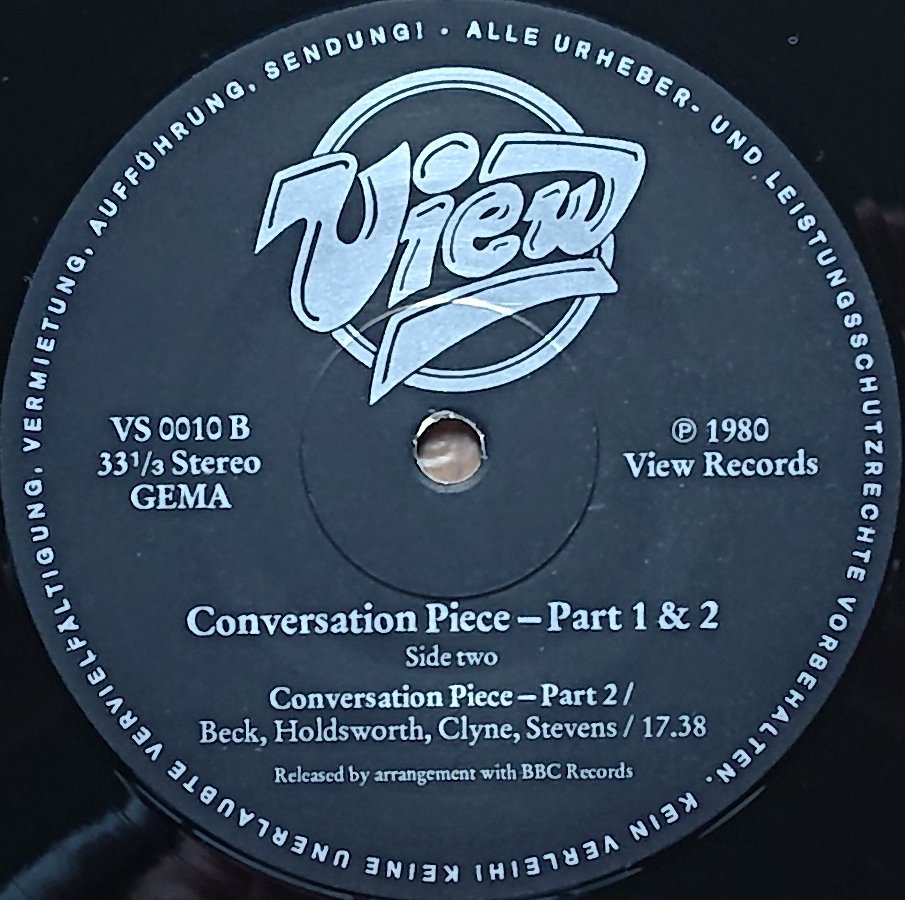 ALLE URHEBER- UND LEISTUNGSSCHUTZRECHTE VORBEHALTEN. KEIN VERLEIH! KEINE UNERLAUBTE VERVIELFÄLTIGUNG, VERMIETUNG, AUFFÜHRUNG, SENDUNG! •
View
VS 0010 B
33 1/3 Stereo
GEMA
℗ 1980
View Records
Conversation Piece – Part 1 & 2
Side two
Conversation Piece – Part 2 /
Beck, Holdsworth, Clyne, Stevens / 17.38
Released by arrangement with BBC Records